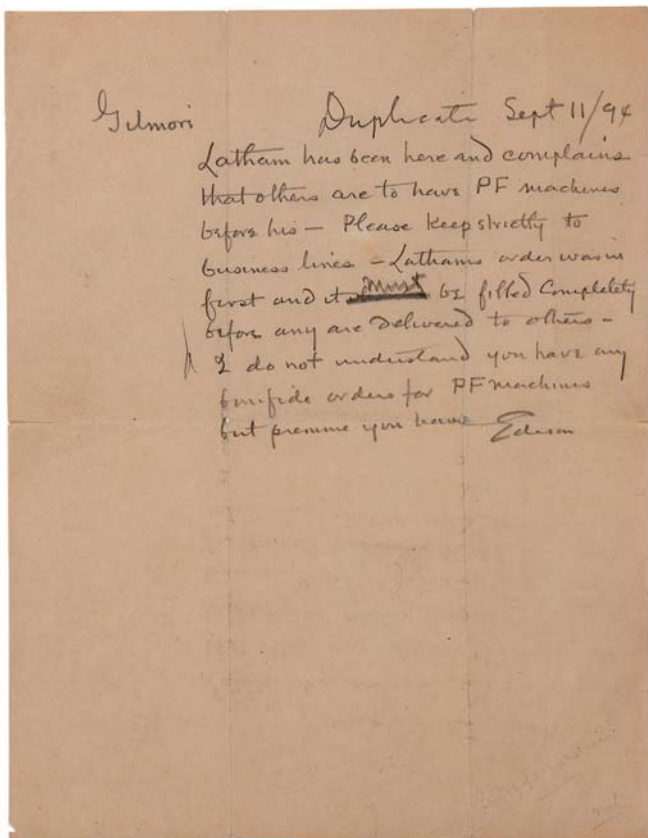 Gilmori Duplicate Sept 11/94
Latham has been here and complains
that others are to have PF machines
before his — Please Keep strictly to
business lines — Lathams order was in
first and it must be filled Completely
before any are Delivered to others —
I do not understand you have any
bonifide orders for PF machines
but presume you have Edison